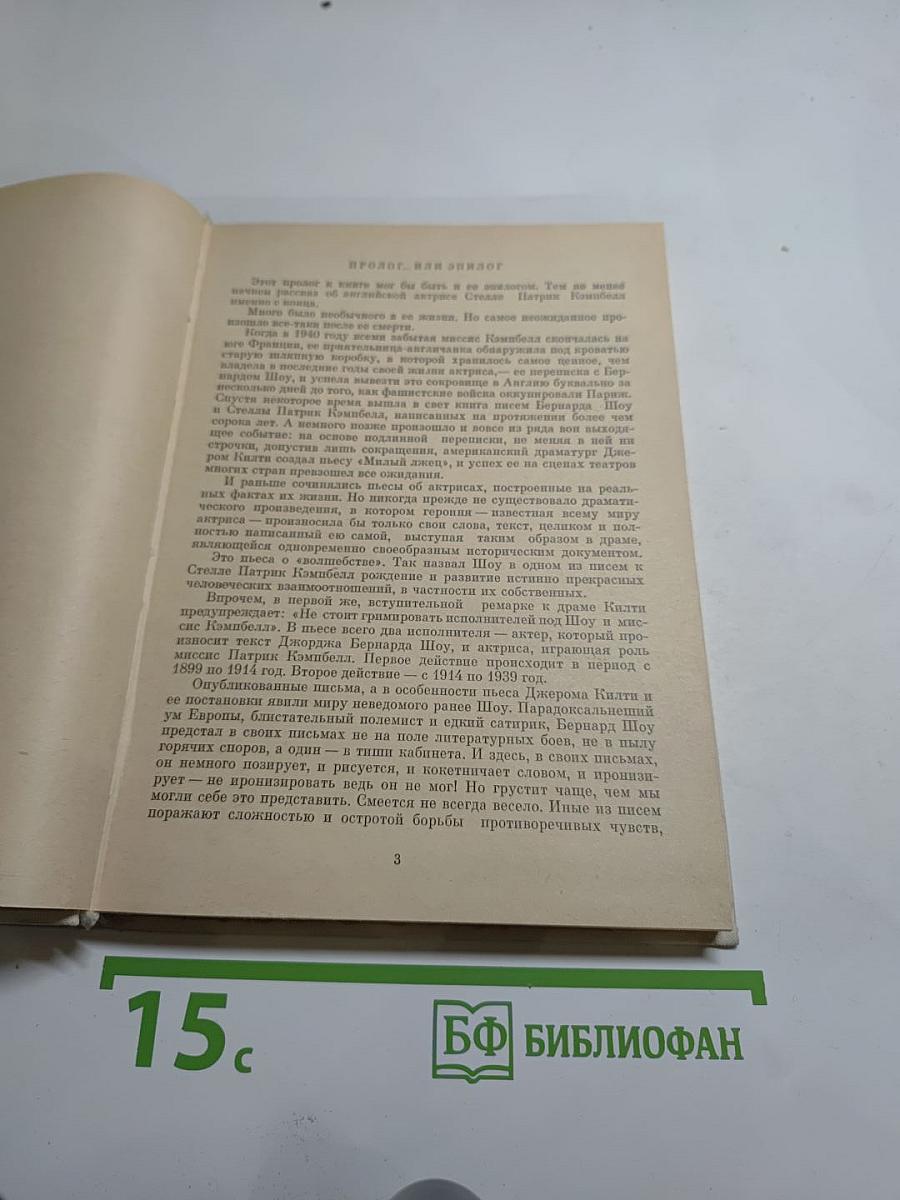 ПРОЛОГ... ИЛИ ЭПИЛОГ
Этот пролог к книге мог бы быть и ее эпилогом. Тем не менее
начнем рассказ об английской актрисе Стелле Патрик Кэмпбелл
именно с конца.
Много было необычного в ее жизни. Но самое неожиданное про-
изошло все-таки после ее смерти.
Когда в 1940 году всеми забытая миссис Кэмпбелл скончалась на
юге Франции, ее приятельница-англичанка обнаружила под кроватью
старую шляпную коробку, в которой хранилось самое ценное, чем
владела в последние годы своей жизни актриса,— ее переписка с Бер-
нардом Шоу, и успела вывезти это сокровище в Англию буквально за
несколько дней до того, как фашистские войска оккупировали Париж.
Спустя некоторое время вышла в свет книга писем Бернарда Шоу
и Стеллы Патрик Кэмпбелл, написанных на протяжении более чем
сорока лет. А немного позже произошло и вовсе из ряда вон выходя-
щее событие: на основе подлинной переписки, не меняя в ней ни
строчки, допустив лишь сокращения, американский драматург Дже-
ром Килти создал пьесу «Милый лжец», и успех ее на сценах театров
многих стран превзошел все ожидания.
И раньше сочинялись пьесы об актрисах, построенные на реаль-
ных фактах их жизни. Но никогда прежде не существовало драмати-
ческого произведения, в котором героиня — известная всему миру
актриса — произносила бы только свои слова, текст, целиком и пол-
ностью написанный ею самой, выступая таким образом в драме,
являющейся одновременно своеобразным историческим документом.
Это пьеса о «волшебстве». Так назвал Шоу в одном из писем к
Стелле Патрик Кэмпбелл рождение и развитие истинно прекрасных
человеческих взаимоотношений, в частности их собственных.
Впрочем, в первой же, вступительной ремарке к драме Килти
предупреждает: «Не стоит гримировать исполнителей под Шоу и мис-
сис Кэмпбелл». В пьесе всего два исполнителя — актер, который про-
износит текст Джорджа Бернарда Шоу, и актриса, играющая роль
миссис Патрик Кэмпбелл. Первое действие происходит в период с
1899 по 1914 год. Второе действие — с 1914 по 1939 год.
Опубликованные письма, а в особенности пьеса Джерома Килти и
ее постановки явили миру неведомого ранее Шоу. Парадоксальнейший
ум Европы, блистательный полемист и едкий сатирик, Бернард Шоу
предстал в своих письмах не на поле литературных боев, не в пылу
горячих споров, а один — в тиши кабинета. И здесь, в своих письмах,
он немного позирует, и рисуется, и кокетничает словом, и иронизи-
рует — не иронизировать ведь он не мог! Но грустит чаще, чем мы
могли себе это представить. Смеется не всегда весело. Иные из писем
поражают сложностью и остротой борьбы противоречивых чувств,
3
15 с
БФ БИБЛИОФАН